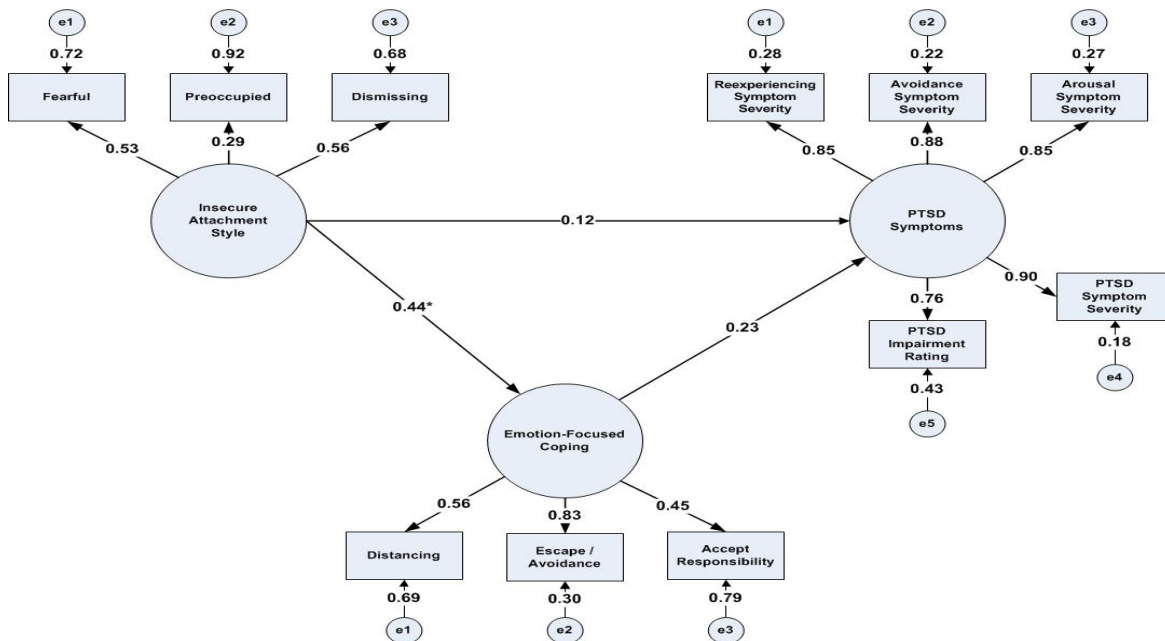 e1
e2
e3
e1
e2
e3
0.72
0.92
0.68
0.28
0.22
0.27
Fearful
Preoccupied
Dismissing
Reexperiencing
Symptom
Severity
Avoidance
Symptom
Severity
Arousal
Symptom
Severity
0.53
0.29
0.56
0.85
0.88
0.85
Insecure
Attachment
Style
0.12
PTSD
Symptoms
0.44*
0.23
0.76
0.90
PTSD
Symptom
Severity
PTSD
Impairment
Rating
0.18
e4
0.43
e5
Emotion-Focused
Coping
0.56
0.83
0.45
Distancing
Escape /
Avoidance
Accept
Responsibility
0.69
0.30
0.79
e1
e2
e3